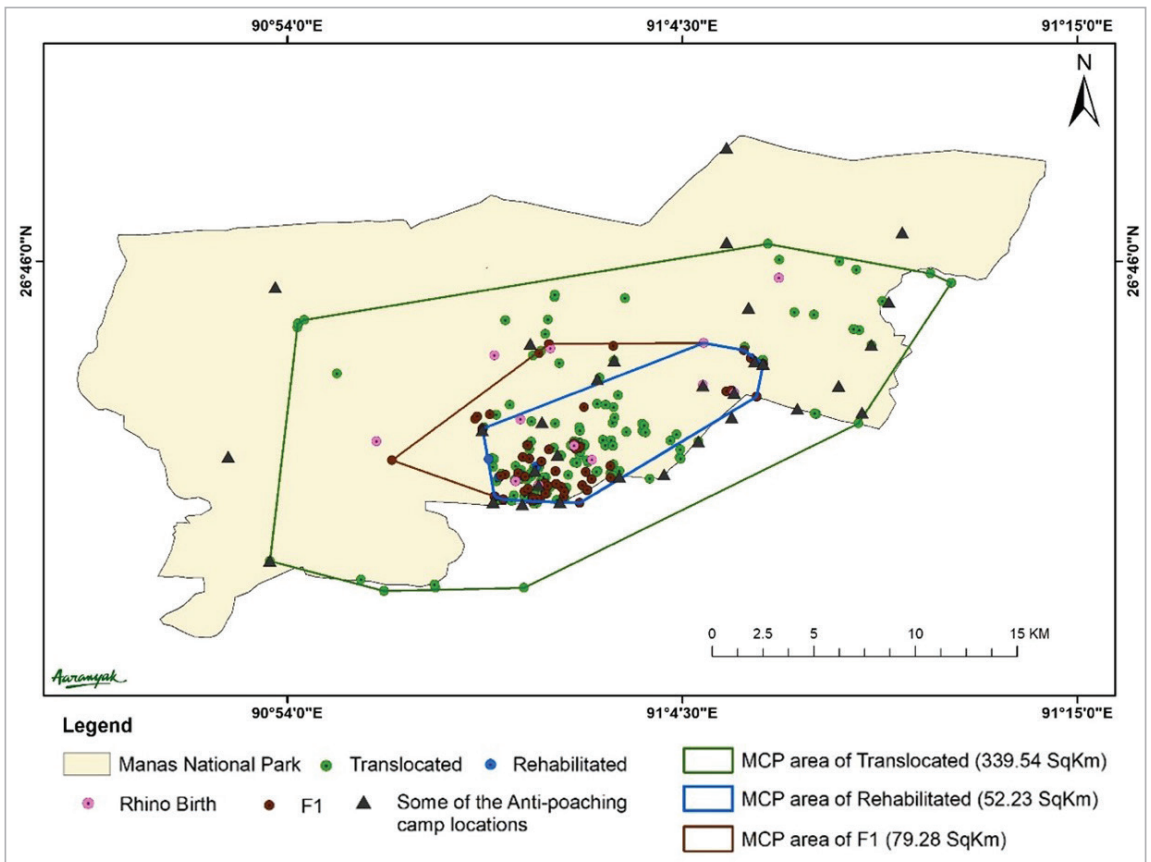 90°54'0"E 91°4'30"E 91°15'0"E
N
26°46'0"N 26°46'0"N
0 2.5 5 10 15 KM
Aaranyak
90°54'0"E 91°4'30"E 91°15'0"E
Legend
Manas National Park Translocated Rehabilitated
Rhino Birth F1 Some of the Anti-poaching
camp locations
MCP area of Translocated (339.54 SqKm)
MCP area of Rehabilitated (52.23 SqKm)
MCP area of F1 (79.28 SqKm)